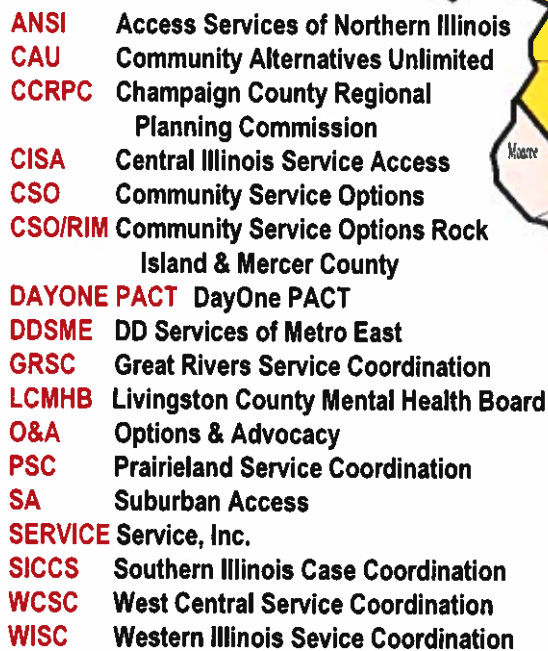 ANSI Access Services of Northern Illinois
CAU Community Alternatives Unlimited
CCRPC Champaign County Regional
Planning Commission
Monroe
CISA Central Illinois Service Access
CSO Community Service Options
CSO/RIM Community Service Options Rock
Island & Mercer County
DAYONE PACT DayOne PACT
DDSME DD Services of Metro East
GRSC Great Rivers Service Coordination
LCMHB Livingston County Mental Health Board
O&A Options & Advocacy
PSC Prairieland Service Coordination
SA Suburban Access
SERVICE Service, Inc.
SICCS Southern Illinois Case Coordination
WCSC West Central Service Coordination
WISC Western Illinois Sevice Coordination